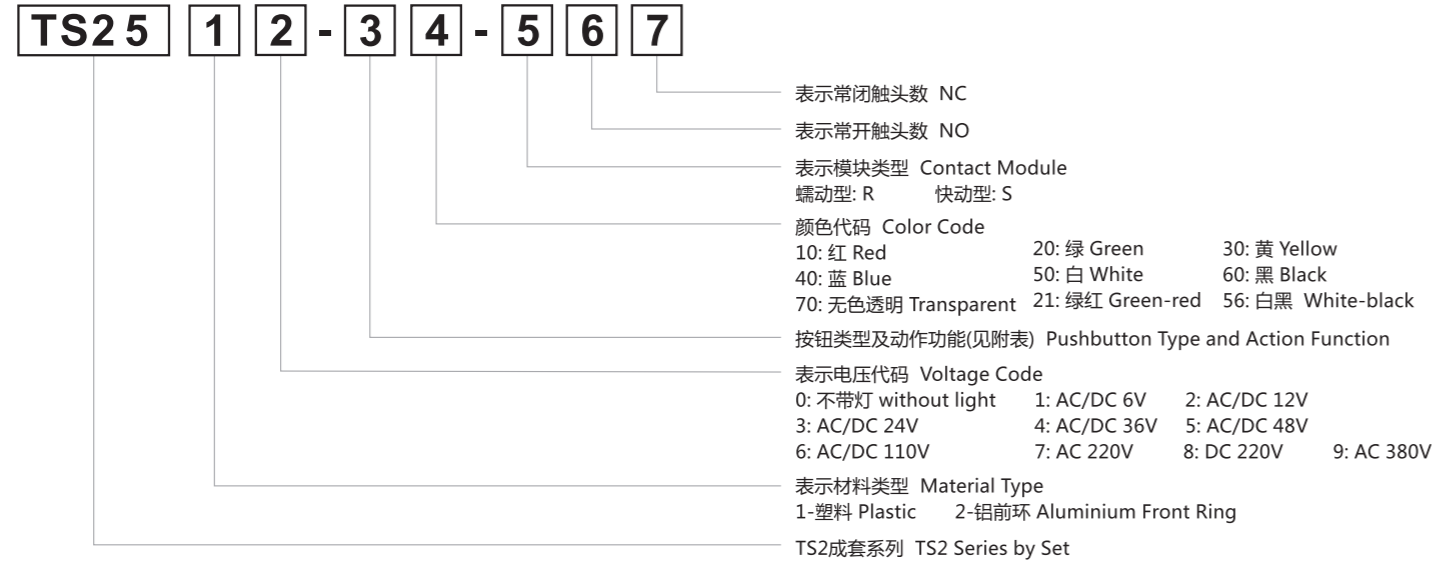 TS25 1 2 - 3 4 - 5 6 7
表示常闭触头数 NC
表示常开触头数 NO
表示模块类型 Contact Module
蠕动型: R 快动型: S
颜色代码 Color Code
10: 红 Red 20: 绿 Green 30: 黄 Yellow
40: 蓝 Blue 50: 白 White 60: 黑 Black
70: 无色透明 Transparent 21: 绿红 Green-red 56: 白黑 White-black
按钮类型及动作功能(见附表) Pushbutton Type and Action Function
表示电压代码 Voltage Code
0: 不带灯 without light 1: AC/DC 6V 2: AC/DC 12V
3: AC/DC 24V 4: AC/DC 36V 5: AC/DC 48V
6: AC/DC 110V 7: AC 220V 8: DC 220V 9: AC 380V
表示材料类型 Material Type
1-塑料 Plastic 2-铝前环 Aluminium Front Ring
TS2成套系列 TS2 Series by Set